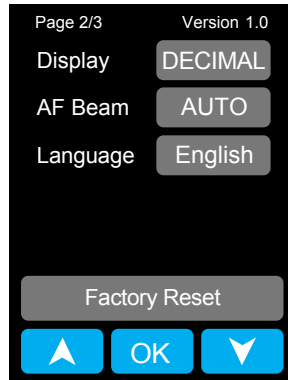 Page 2/3 Version 1.0
Display DECIMAL
AF Beam AUTO
Language English
Factory Reset
OK